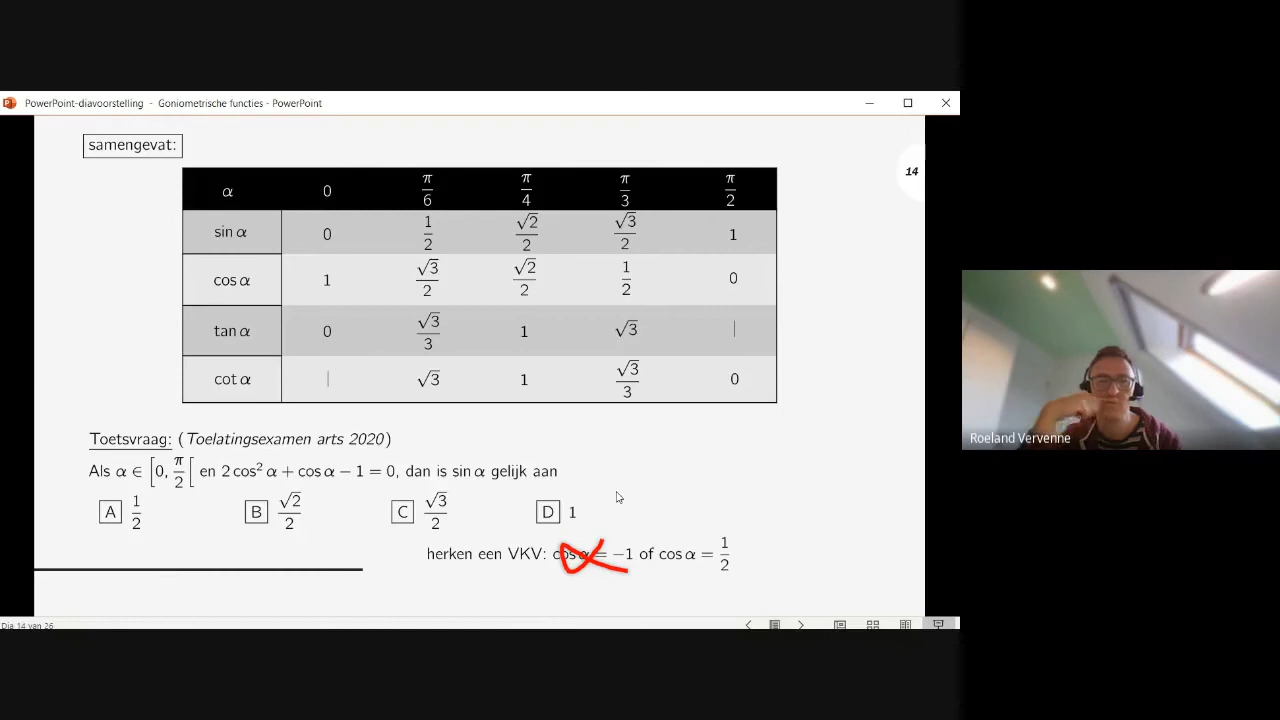 PowerPoint-diavoorstelling - Goniometrische functies - PowerPoint
samengevat:
14
α 0 π/6 π/4 π/3 π/2
sin α 0 1/2 √2/2 √3/2 1
cos α 1 √3/2 √2/2 1/2 0
tan α 0 √3/3 1 √3 |
cot α | √3 1 √3/3 0
Toetsvraag: (Toelatingsexamen arts 2020)
Als α ∈ [0, π/2[ en 2 cos² α + cos α − 1 = 0, dan is sin α gelijk aan
A 1/2 B √2/2 C √3/2 D 1
herken een VKV: cos α = −1 of cos α = 1/2
Dia 14 van 26
Roeland Vervenne